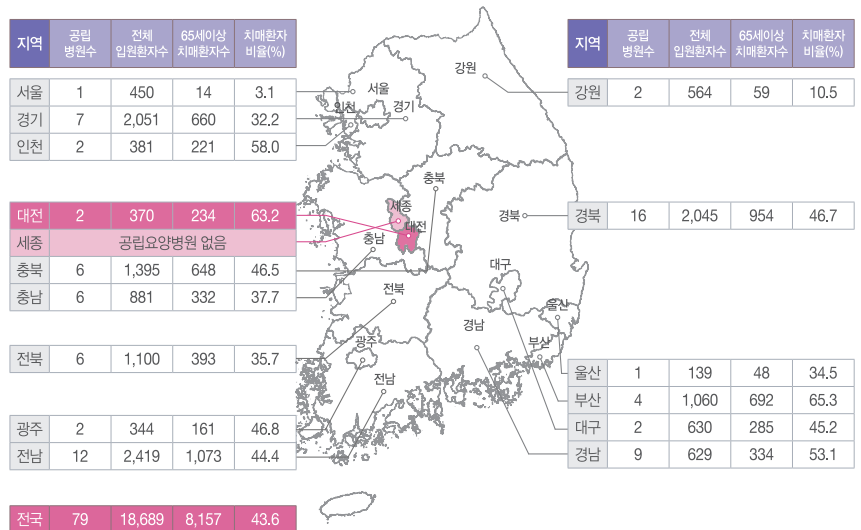 지역 공립 병원수 전체 입원환자수 65세이상 치매환자수 치매환자 비율(%)
서울 1 450 14 3.1
경기 7 2,051 660 32.2
인천 2 381 221 58.0
대전 2 370 234 63.2
세종 공립요양병원 없음
충북 6 1,395 648 46.5
충남 6 881 332 37.7
전북 6 1,100 393 35.7
광주 2 344 161 46.8
전남 12 2,419 1,073 44.4
전국 79 18,689 8,157 43.6
강원
서울
인천
경기
충북
세종
경북
대전
충남
대구
전북
울산
경남
광주
부산
전남
지역 공립 병원수 전체 입원환자수 65세이상 치매환자수 치매환자 비율(%)
강원 2 564 59 10.5
경북 16 2,045 954 46.7
울산 1 139 48 34.5
부산 4 1,060 692 65.3
대구 2 630 285 45.2
경남 9 629 334 53.1